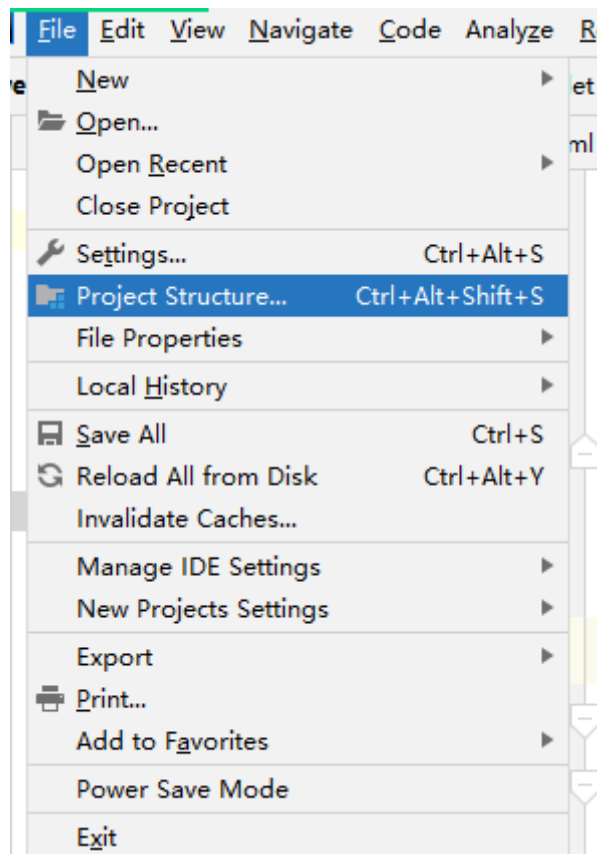 File Edit View Navigate Code Analyze R
New
et
Open...
ml
Open Recent
Close Project
Settings... Ctrl+Alt+S
Project Structure... Ctrl+Alt+Shift+S
File Properties
Local History
Save All Ctrl+S
Reload All from Disk Ctrl+Alt+Y
Invalidate Caches...
Manage IDE Settings
New Projects Settings
Export
Print...
Add to Favorites
Power Save Mode
Exit